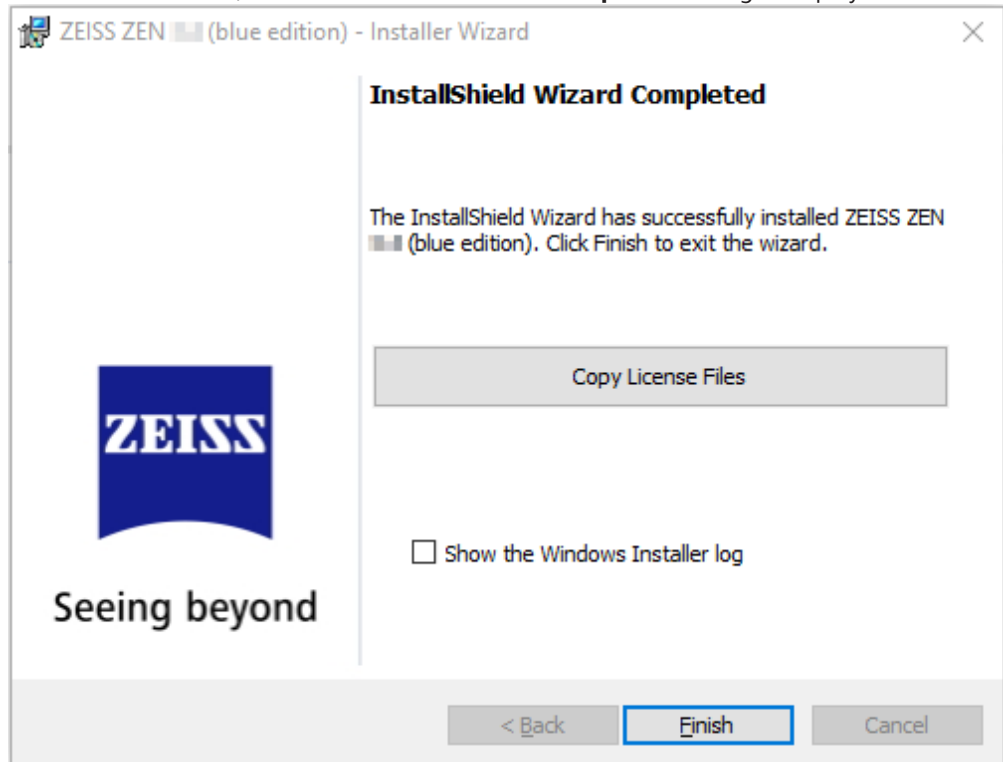 ZEISS ZEN (blue edition) - Installer Wizard
InstallShield Wizard Completed
The InstallShield Wizard has successfully installed ZEISS ZEN
(blue edition). Click Finish to exit the wizard.
Copy License Files
ZEISS
Show the Windows Installer log
Seeing beyond
< Back
Finish
Cancel